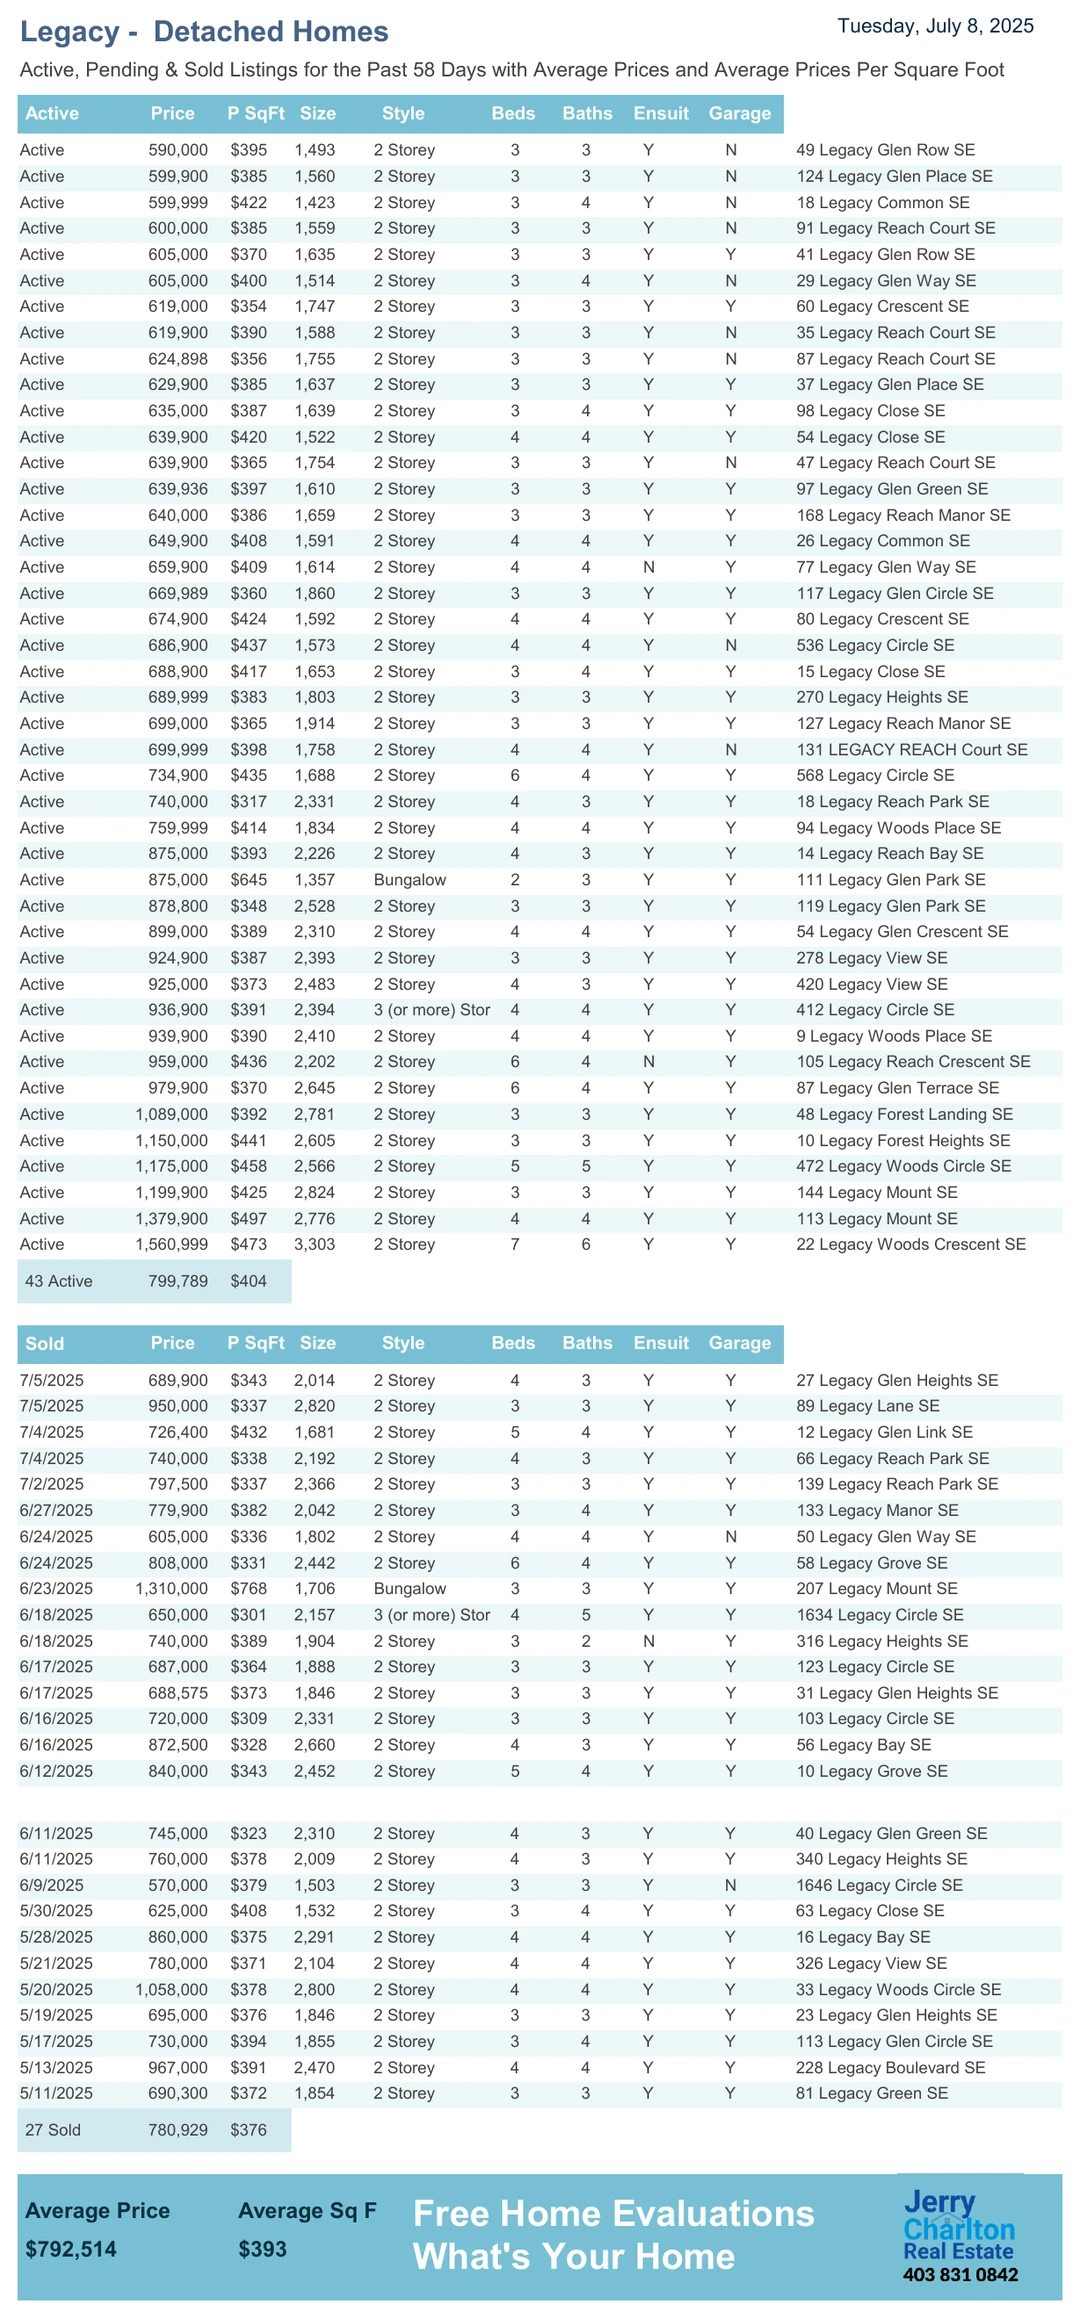 Legacy -  Detached Homes
Tuesday, July 8, 2025
Active, Pending & Sold Listings for the Past 58 Days with Average Prices and Average Prices Per Square Foot
Active Price P SqFt Size Style Beds Baths Ensuit Garage
Active 590,000 $395 1,493 2 Storey 3 3 Y N 49 Legacy Glen Row SE
Active 599,900 $385 1,560 2 Storey 3 3 Y N 124 Legacy Glen Place SE
Active 599,999 $422 1,423 2 Storey 3 4 Y N 18 Legacy Common SE
Active 600,000 $385 1,559 2 Storey 3 3 Y N 91 Legacy Reach Court SE
Active 605,000 $370 1,635 2 Storey 3 3 Y Y 41 Legacy Glen Row SE
Active 605,000 $400 1,514 2 Storey 3 4 Y N 29 Legacy Glen Way SE
Active 619,000 $354 1,747 2 Storey 3 3 Y Y 60 Legacy Crescent SE
Active 619,900 $390 1,588 2 Storey 3 3 Y N 35 Legacy Reach Court SE
Active 624,898 $356 1,755 2 Storey 3 3 Y N 87 Legacy Reach Court SE
Active 629,900 $385 1,637 2 Storey 3 3 Y Y 37 Legacy Glen Place SE
Active 635,000 $387 1,639 2 Storey 3 4 Y Y 98 Legacy Close SE
Active 639,900 $420 1,522 2 Storey 4 4 Y Y 54 Legacy Close SE
Active 639,900 $365 1,754 2 Storey 3 3 Y N 47 Legacy Reach Court SE
Active 639,936 $397 1,610 2 Storey 3 3 Y Y 97 Legacy Glen Green SE
Active 640,000 $386 1,659 2 Storey 3 3 Y Y 168 Legacy Reach Manor SE
Active 649,900 $408 1,591 2 Storey 4 4 Y Y 26 Legacy Common SE
Active 659,900 $409 1,614 2 Storey 4 4 N Y 77 Legacy Glen Way SE
Active 669,989 $360 1,860 2 Storey 3 3 Y Y 117 Legacy Glen Circle SE
Active 674,900 $424 1,592 2 Storey 4 4 Y Y 80 Legacy Crescent SE
Active 686,900 $437 1,573 2 Storey 4 4 Y N 536 Legacy Circle SE
Active 688,900 $417 1,653 2 Storey 3 4 Y Y 15 Legacy Close SE
Active 689,999 $383 1,803 2 Storey 3 3 Y Y 270 Legacy Heights SE
Active 699,000 $365 1,914 2 Storey 3 3 Y Y 127 Legacy Reach Manor SE
Active 699,999 $398 1,758 2 Storey 4 4 Y N 131 LEGACY REACH Court SE
Active 734,900 $435 1,688 2 Storey 6 4 Y Y 568 Legacy Circle SE
Active 740,000 $317 2,331 2 Storey 4 3 Y Y 18 Legacy Reach Park SE
Active 759,999 $414 1,834 2 Storey 4 4 Y Y 94 Legacy Woods Place SE
Active 875,000 $393 2,226 2 Storey 4 3 Y Y 14 Legacy Reach Bay SE
Active 875,000 $645 1,357 Bungalow 2 3 Y Y 111 Legacy Glen Park SE
Active 878,800 $348 2,528 2 Storey 3 3 Y Y 119 Legacy Glen Park SE
Active 899,000 $389 2,310 2 Storey 4 4 Y Y 54 Legacy Glen Crescent SE
Active 924,900 $387 2,393 2 Storey 3 3 Y Y 278 Legacy View SE
Active 925,000 $373 2,483 2 Storey 4 3 Y Y 420 Legacy View SE
Active 936,900 $391 2,394 3 (or more) Stor 4 4 Y Y 412 Legacy Circle SE
Active 939,900 $390 2,410 2 Storey 4 4 Y Y 9 Legacy Woods Place SE
Active 959,000 $436 2,202 2 Storey 6 4 N Y 105 Legacy Reach Crescent SE
Active 979,900 $370 2,645 2 Storey 6 4 Y Y 87 Legacy Glen Terrace SE
Active 1,089,000 $392 2,781 2 Storey 3 3 Y Y 48 Legacy Forest Landing SE
Active 1,150,000 $441 2,605 2 Storey 3 3 Y Y 10 Legacy Forest Heights SE
Active 1,175,000 $458 2,566 2 Storey 5 5 Y Y 472 Legacy Woods Circle SE
Active 1,199,900 $425 2,824 2 Storey 3 3 Y Y 144 Legacy Mount SE
Active 1,379,900 $497 2,776 2 Storey 4 4 Y Y 113 Legacy Mount SE
Active 1,560,999 $473 3,303 2 Storey 7 6 Y Y 22 Legacy Woods Crescent SE
43 Active 799,789 $404
Sold Price P SqFt Size Style Beds Baths Ensuit Garage
7/5/2025 689,900 $343 2,014 2 Storey 4 3 Y Y 27 Legacy Glen Heights SE
7/5/2025 950,000 $337 2,820 2 Storey 3 3 Y Y 89 Legacy Lane SE
7/4/2025 726,400 $432 1,681 2 Storey 5 4 Y Y 12 Legacy Glen Link SE
7/4/2025 740,000 $338 2,192 2 Storey 4 3 Y Y 66 Legacy Reach Park SE
7/2/2025 797,500 $337 2,366 2 Storey 3 3 Y Y 139 Legacy Reach Park SE
6/27/2025 779,900 $382 2,042 2 Storey 3 4 Y Y 133 Legacy Manor SE
6/24/2025 605,000 $336 1,802 2 Storey 4 4 Y N 50 Legacy Glen Way SE
6/24/2025 808,000 $331 2,442 2 Storey 6 4 Y Y 58 Legacy Grove SE
6/23/2025 1,310,000 $768 1,706 Bungalow 3 3 Y Y 207 Legacy Mount SE
6/18/2025 650,000 $301 2,157 3 (or more) Stor 4 5 Y Y 1634 Legacy Circle SE
6/18/2025 740,000 $389 1,904 2 Storey 3 2 N Y 316 Legacy Heights SE
6/17/2025 687,000 $364 1,888 2 Storey 3 3 Y Y 123 Legacy Circle SE
6/17/2025 688,575 $373 1,846 2 Storey 3 3 Y Y 31 Legacy Glen Heights SE
6/16/2025 720,000 $309 2,331 2 Storey 3 3 Y Y 103 Legacy Circle SE
6/16/2025 872,500 $328 2,660 2 Storey 4 3 Y Y 56 Legacy Bay SE
6/12/2025 840,000 $343 2,452 2 Storey 5 4 Y Y 10 Legacy Grove SE
6/11/2025 745,000 $323 2,310 2 Storey 4 3 Y Y 40 Legacy Glen Green SE
6/11/2025 760,000 $378 2,009 2 Storey 4 3 Y Y 340 Legacy Heights SE
6/9/2025 570,000 $379 1,503 2 Storey 3 3 Y N 1646 Legacy Circle SE
5/30/2025 625,000 $408 1,532 2 Storey 3 4 Y Y 63 Legacy Close SE
5/28/2025 860,000 $375 2,291 2 Storey 4 4 Y Y 16 Legacy Bay SE
5/21/2025 780,000 $371 2,104 2 Storey 4 4 Y Y 326 Legacy View SE
5/20/2025 1,058,000 $378 2,800 2 Storey 4 4 Y Y 33 Legacy Woods Circle SE
5/19/2025 695,000 $376 1,846 2 Storey 3 3 Y Y 23 Legacy Glen Heights SE
5/17/2025 730,000 $394 1,855 2 Storey 3 4 Y Y 113 Legacy Glen Circle SE
5/13/2025 967,000 $391 2,470 2 Storey 4 4 Y Y 228 Legacy Boulevard SE
5/11/2025 690,300 $372 1,854 2 Storey 3 3 Y Y 81 Legacy Green SE
27 Sold 780,929 $376
Average Price Average Sq F
$792,514 $393
Free Home Evaluations
What's Your Home
Jerry
Charlton
Real Estate
403 831 0842